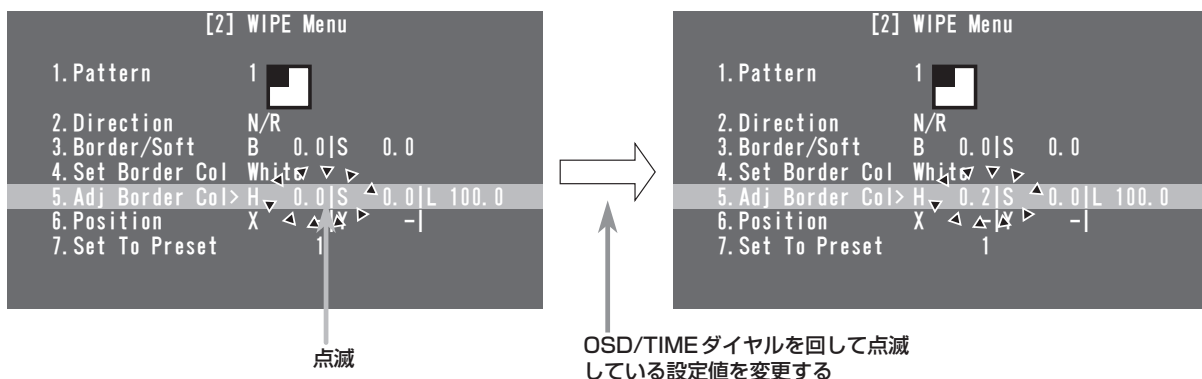 [2] WIPE Menu
1.Pattern 1
2.Direction N/R
3.Border/Soft B 0.0|S 0.0
4.Set Border Col White
5.Adj Border Col> H 0.0|S 0.0|L 100.0
6.Position X -|Y -|
7.Set To Preset 1
点滅
[2] WIPE Menu
1.Pattern 1
2.Direction N/R
3.Border/Soft B 0.0|S 0.0
4.Set Border Col White
5.Adj Border Col> H 0.2|S 0.0|L 100.0
6.Position X -|Y -|
7.Set To Preset 1
OSD/TIMEダイヤルを回して点滅
している設定値を変更する